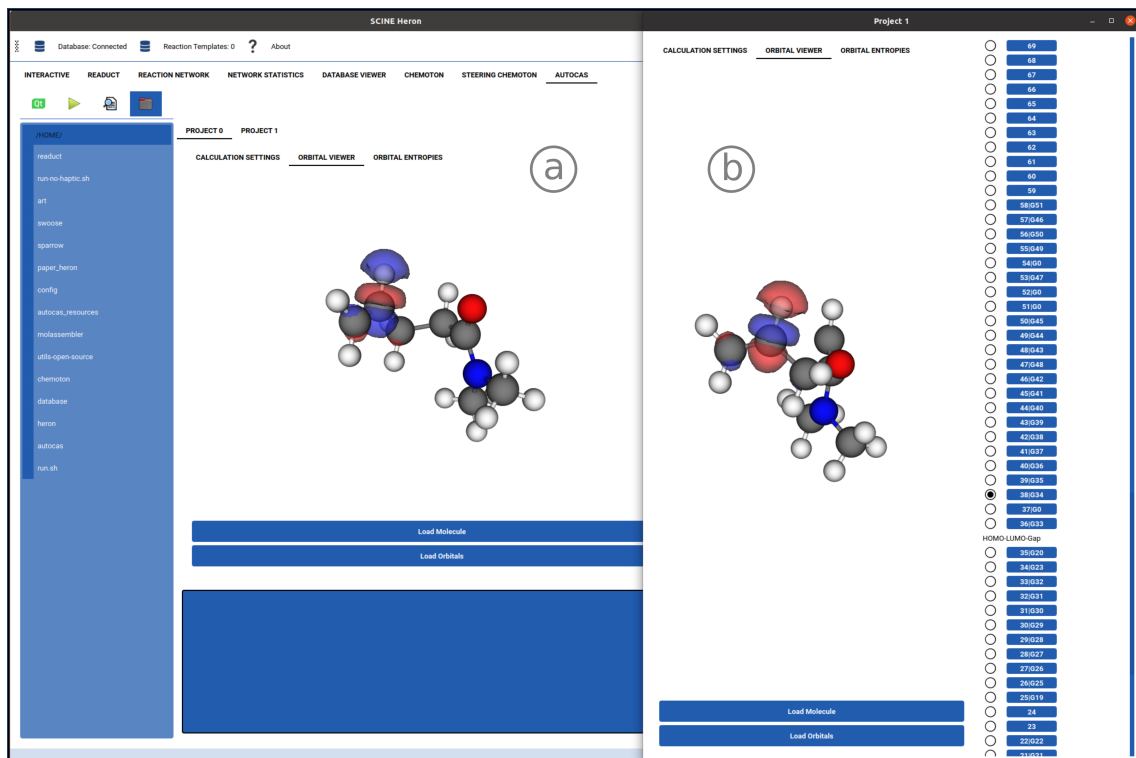 SCINE Heron
Database: Connected
Reaction Templates: 0
?
About
INTERACTIVE
READUCT
REACTION NETWORK
NETWORK STATISTICS
DATABASE VIEWER
CHEMOTON
STEERING CHEMOTON
AUTOCAS
Qt
/HOME/
readuct
run-no-haptic.sh
art
swoose
sparrow
paper_heron
config
autocas_resources
molassembler
utils-open-source
chemoton
database
heron
autocas
run.sh
PROJECT 0
PROJECT 1
CALCULATION SETTINGS
ORBITAL VIEWER
ORBITAL ENTROPIES
a
Load Molecule
Load Orbitals
Project 1
CALCULATION SETTINGS
ORBITAL VIEWER
ORBITAL ENTROPIES
b
Load Molecule
Load Orbitals
69
68
67
66
65
64
63
62
61
60
59
58|G51
57|G46
56|G50
55|G49
54|G0
53|G47
52|G0
51|G0
50|G45
49|G44
48|G43
47|G48
46|G42
45|G41
44|G40
43|G39
42|G38
41|G37
40|G36
39|G35
38|G34
37|G0
36|G33
HOMO-LUMO-Gap
35|G20
34|G23
33|G32
32|G31
31|G30
30|G29
29|G28
28|G27
27|G26
26|G25
25|G19
24
23
22|G22
21|G21